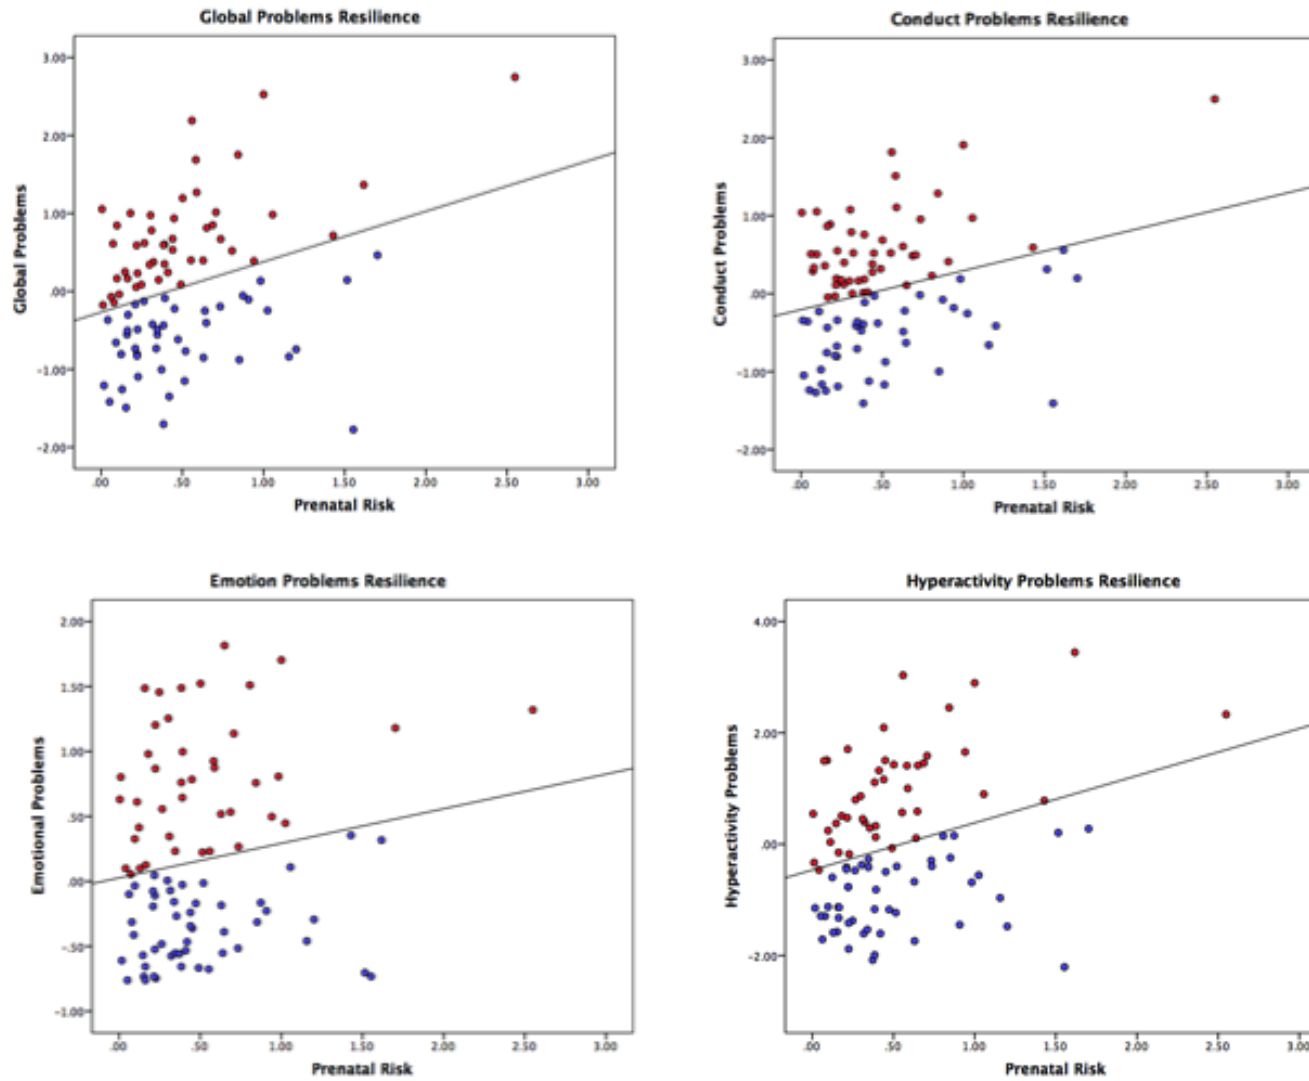 Global Problems Resilience
Global Problems
3.00
2.00
1.00
.00
-1.00
-2.00
.00 .50 1.00 1.50 2.00 2.50 3.00
Prenatal Risk
Conduct Problems Resilience
Conduct Problems
3.00
2.00
1.00
.00
-1.00
-2.00
.00 .50 1.00 1.50 2.00 2.50 3.00
Prenatal Risk
Emotion Problems Resilience
Emotional Problems
2.00
1.50
1.00
.50
.00
-.50
-1.00
.00 .50 1.00 1.50 2.00 2.50 3.00
Prenatal Risk
Hyperactivity Problems Resilience
Hyperactivity Problems
4.00
2.00
.00
-2.00
.00 .50 1.00 1.50 2.00 2.50 3.00
Prenatal Risk